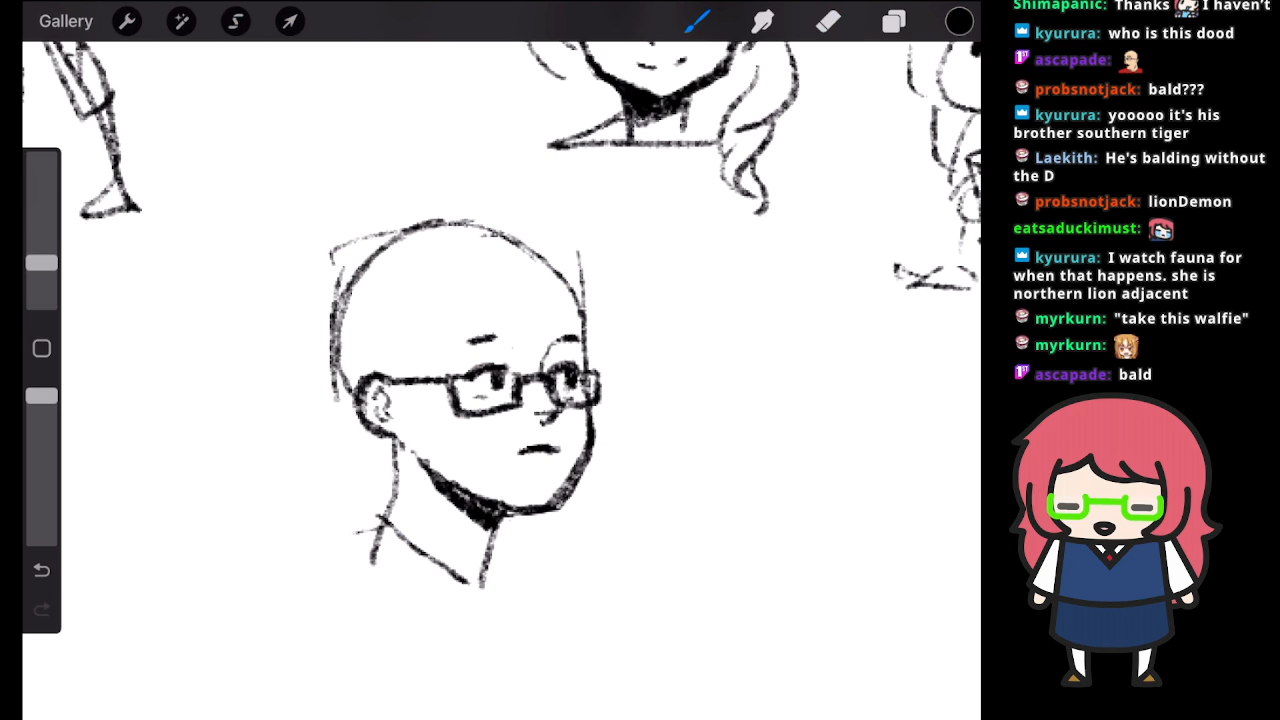 Gallery
Shimapanic: Thanks I haven't
kyurura: who is this dood
ascapade:
probsnotjack: bald???
kyurura: yooooo it's his
brother southern tiger
Laekith: He's balding without
the D
probsnotjack: lionDemon
eatsaduckimust:
kyurura: I watch fauna for
when that happens. she is
northern lion adjacent
myrkurn: "take this walfie"
myrkurn:
ascapade: bald